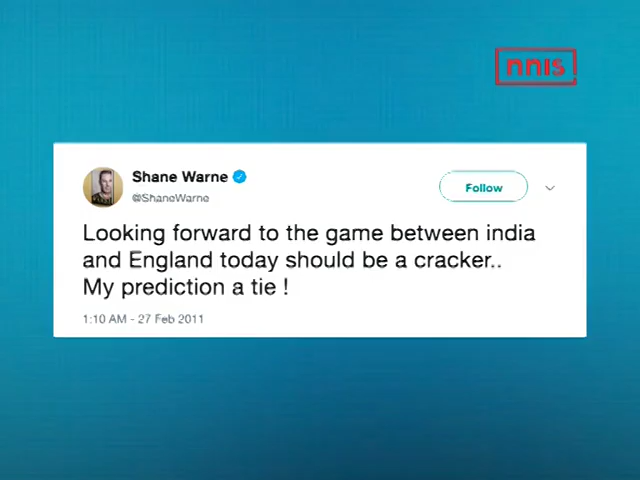 nnis
Shane Warne
@ShaneWarne
Follow
Looking forward to the game between india
and England today should be a cracker..
My prediction a tie !
1:10 AM - 27 Feb 2011